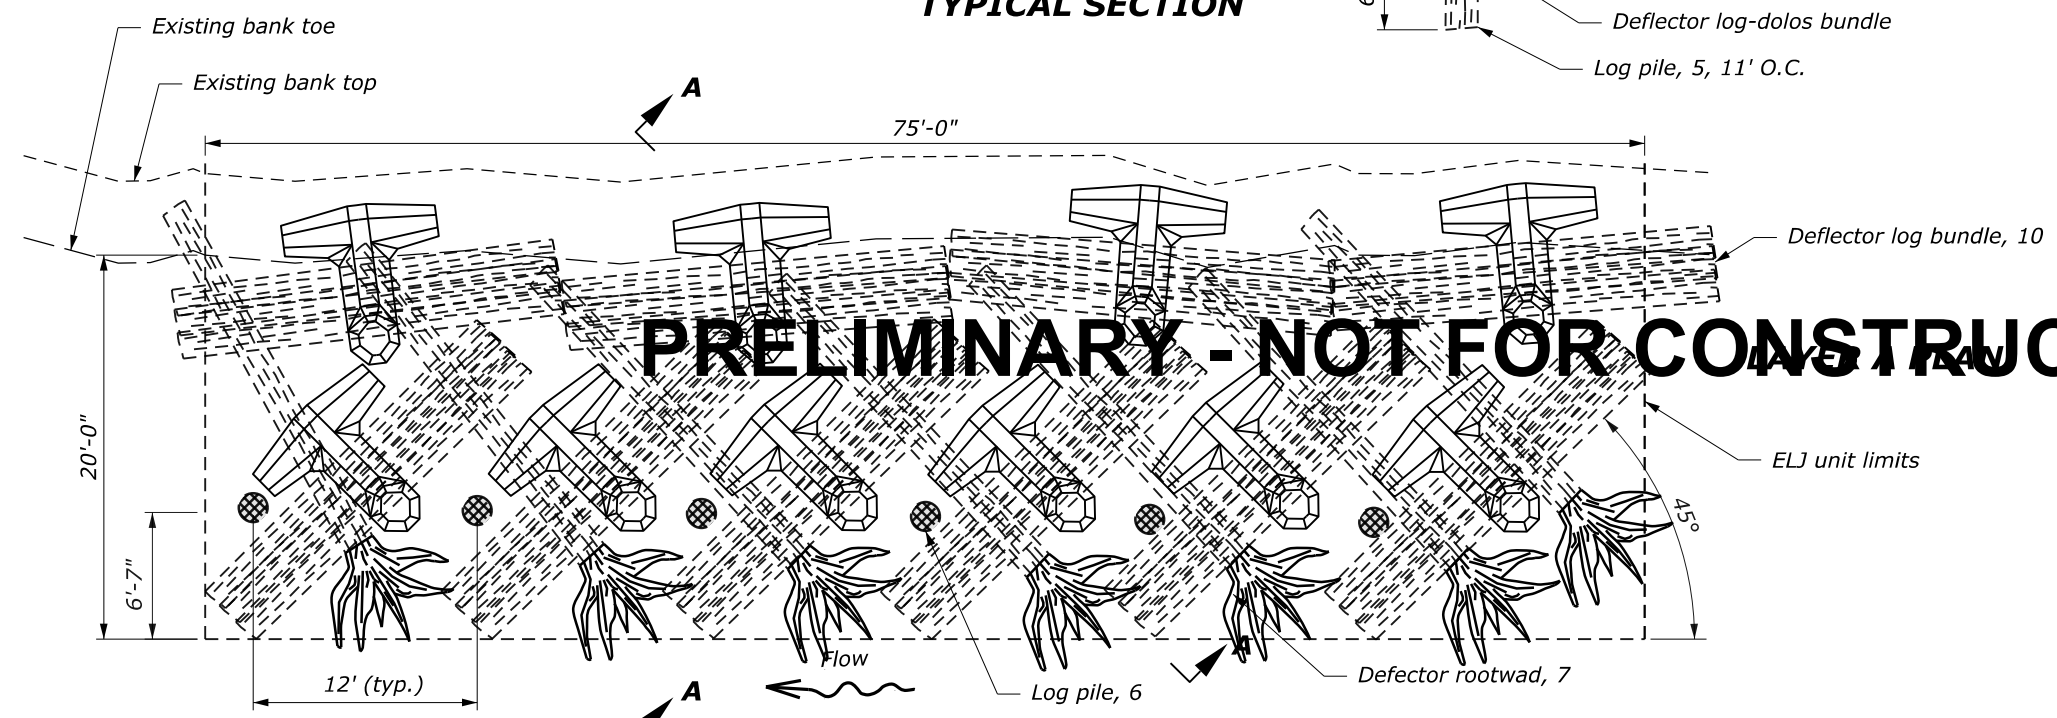 TYPICAL SECTION
Existing bank toe
Deflector log-dolos bundle
Log pile, 5, 11' O.C.
Existing bank top
A
75'-0"
Deflector log bundle, 10
PRELIMINARY - NOT FOR CONSTRUC
LAYER A PLAN
20'-0"
ELJ unit limits
45°
6'-7"
A
Flow
Defector rootwad, 7
12' (typ.)
A
Log pile, 6